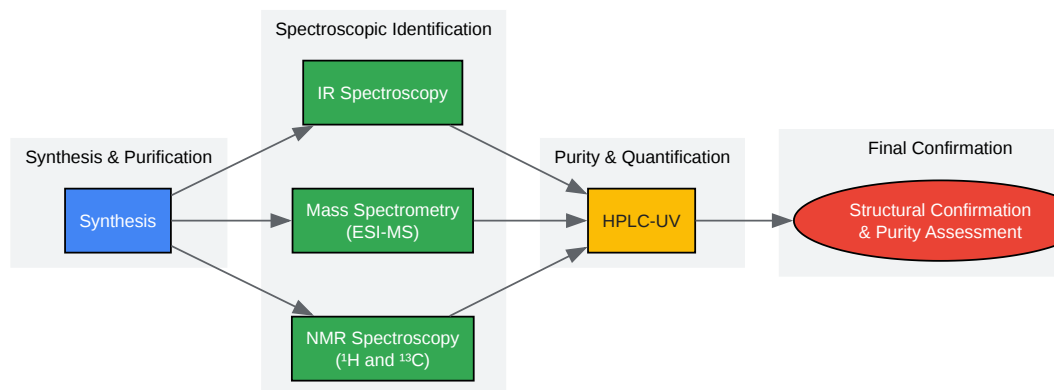 Spectroscopic Identification
IR Spectroscopy
Synthesis & Purification
Synthesis
Mass Spectrometry
(ESI-MS)
NMR Spectroscopy
(¹H and ¹³C)
Purity & Quantification
HPLC-UV
Final Confirmation
Structural Confirmation
& Purity Assessment